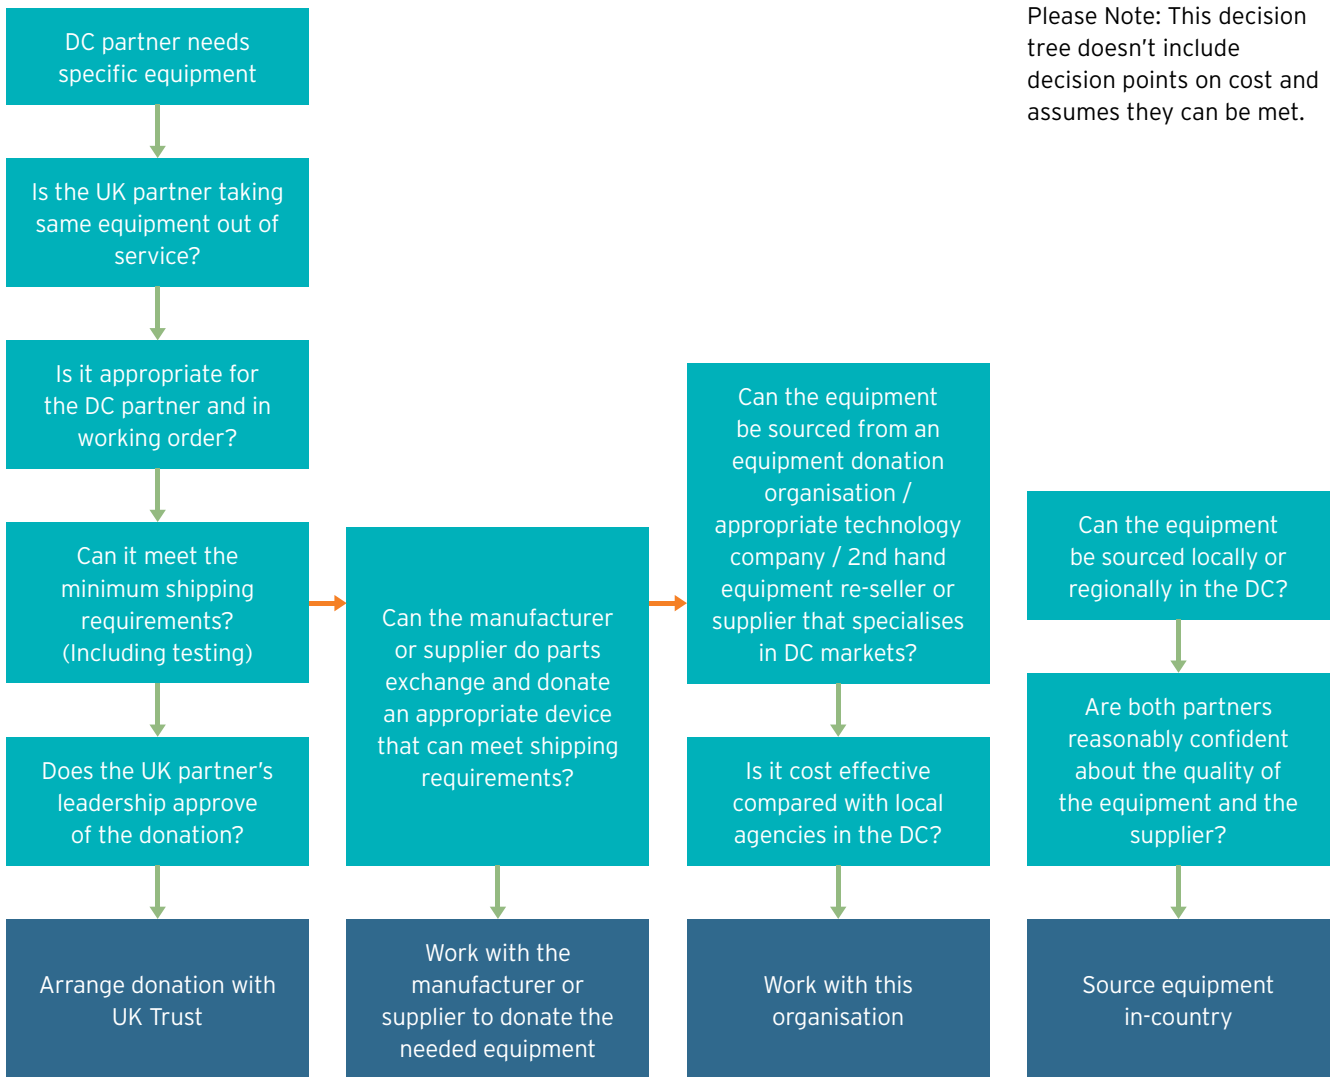 DC partner needs
specific equipment
Is the UK partner taking
same equipment out of
service?
Is it appropriate for
the DC partner and in
working order?
Can it meet the
minimum shipping
requirements?
(Including testing)
Does the UK partner's
leadership approve
of the donation?
Arrange donation with
UK Trust
Can the manufacturer
or supplier do parts
exchange and donate
an appropriate device
that can meet shipping
requirements?
Work with the
manufacturer or
supplier to donate the
needed equipment
Can the equipment
be sourced from an
equipment donation
organisation /
appropriate technology
company / 2nd hand
equipment re-seller or
supplier that specialises
in DC markets?
Is it cost effective
compared with local
agencies in the DC?
Work with this
organisation
Please Note: This decision
tree doesn't include
decision points on cost and
assumes they can be met.
Can the equipment
be sourced locally or
regionally in the DC?
Are both partners
reasonably confident
about the quality of
the equipment and the
supplier?
Source equipment
in-country